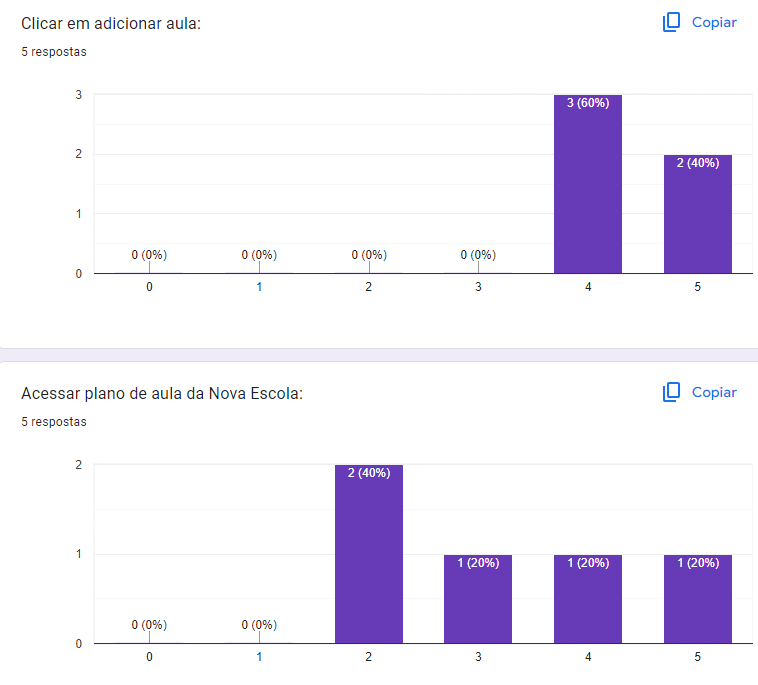 Clicar em adicionar aula:
Copiar
5 respostas
3
3 (60%)
2
2 (40%)
1
0 (0%)
0 (0%)
0 (0%)
0 (0%)
0
0 1 2 3 4 5
Acessar plano de aula da Nova Escola:
Copiar
5 respostas
2
2 (40%)
1
1 (20%)
1 (20%)
1 (20%)
0 (0%)
0 (0%)
0
0 1 2 3 4 5